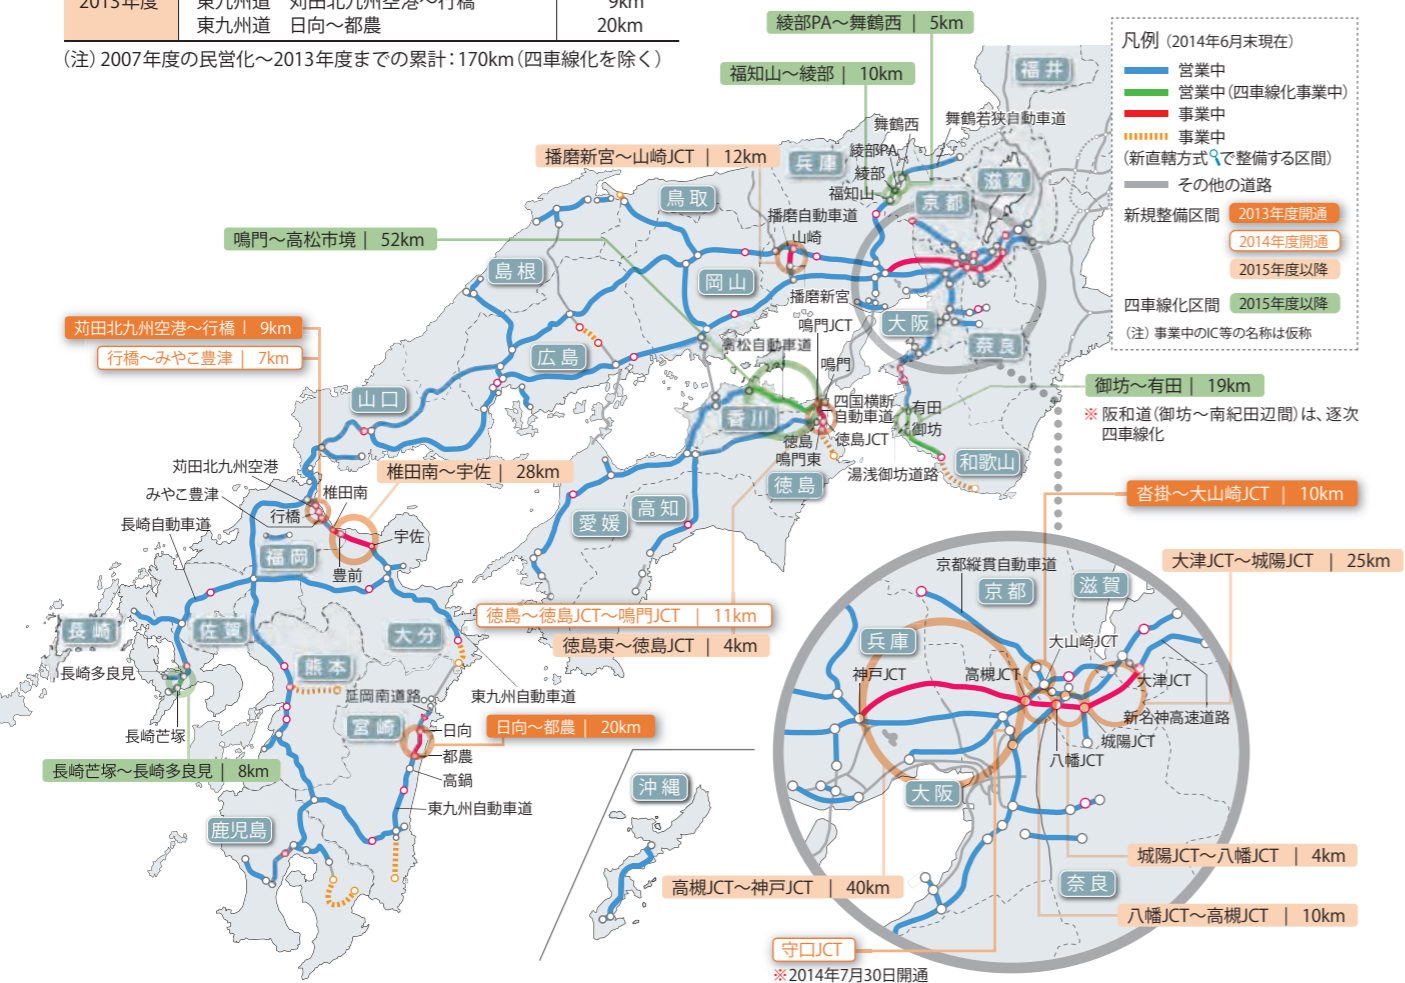 2013年度
東九州道 苅田北九州空港〜行橋 9km
東九州道 日向〜都農 20km
(注) 2007年度の民営化〜2013年度までの累計：170km (四車線化を除く)
綾部PA〜舞鶴西 | 5km
福知山〜綾部 | 10km
播磨新宮〜山崎JCT | 12km
鳴門〜高松市境 | 52km
苅田北九州空港〜行橋 | 9km
行橋〜みやこ豊津 | 7km
凡例 (2014年6月末現在)
営業中
営業中(四車線化事業中)
事業中
事業中
(新直轄方式で整備する区間)
その他の道路
新規整備区間 2013年度開通
2014年度開通
2015年度以降
四車線化区間 2015年度以降
(注) 事業中のIC等の名称は仮称
福井
舞鶴西
舞鶴若狭自動車道
綾部PA
綾部
福知山
兵庫
滋賀
京都
鳥取
播磨自動車道
山崎
島根
岡山
播磨新宮
大阪
奈良
鳴門JCT
高松自動車道
鳴門
広島
山口
香川
四国横断
自動車道
徳島JCT
徳島
鳴門東
徳島
有田
御坊
湯浅御坊道路
和歌山
御坊〜有田 | 19km
※ 阪和道(御坊〜南紀田辺間)は、逐次
四車線化
愛媛
高知
苅田北九州空港
みやこ豊津
長崎自動車道
行橋
椎田南
椎田南〜宇佐 | 28km
宇佐
豊前
福岡
徳島〜徳島JCT〜鳴門JCT | 11km
徳島東〜徳島JCT | 4km
長崎
佐賀
大分
熊本
長崎多良見
長崎芒塚
長崎芒塚〜長崎多良見 | 8km
延岡南道路
東九州自動車道
宮崎
日向
日向〜都農 | 20km
都農
高鍋
東九州自動車道
鹿児島
沖縄
沓掛〜大山崎JCT | 10km
大津JCT〜城陽JCT | 25km
京都縦貫自動車道
京都
滋賀
兵庫
大山崎JCT
神戸JCT
高槻JCT
大津JCT
新名神高速道路
城陽JCT
八幡JCT
大阪
奈良
城陽JCT〜八幡JCT | 4km
高槻JCT〜神戸JCT | 40km
八幡JCT〜高槻JCT | 10km
守口JCT
※2014年7月30日開通